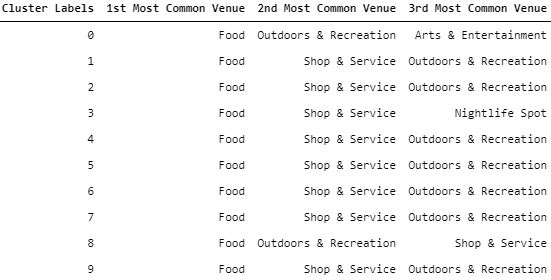 Cluster Labels 1st Most Common Venue 2nd Most Common Venue 3rd Most Common Venue
0 Food Outdoors & Recreation Arts & Entertainment
1 Food Shop & Service Outdoors & Recreation
2 Food Shop & Service Outdoors & Recreation
3 Food Shop & Service Nightlife Spot
4 Food Shop & Service Outdoors & Recreation
5 Food Shop & Service Outdoors & Recreation
6 Food Shop & Service Outdoors & Recreation
7 Food Shop & Service Outdoors & Recreation
8 Food Outdoors & Recreation Shop & Service
9 Food Shop & Service Outdoors & Recreation